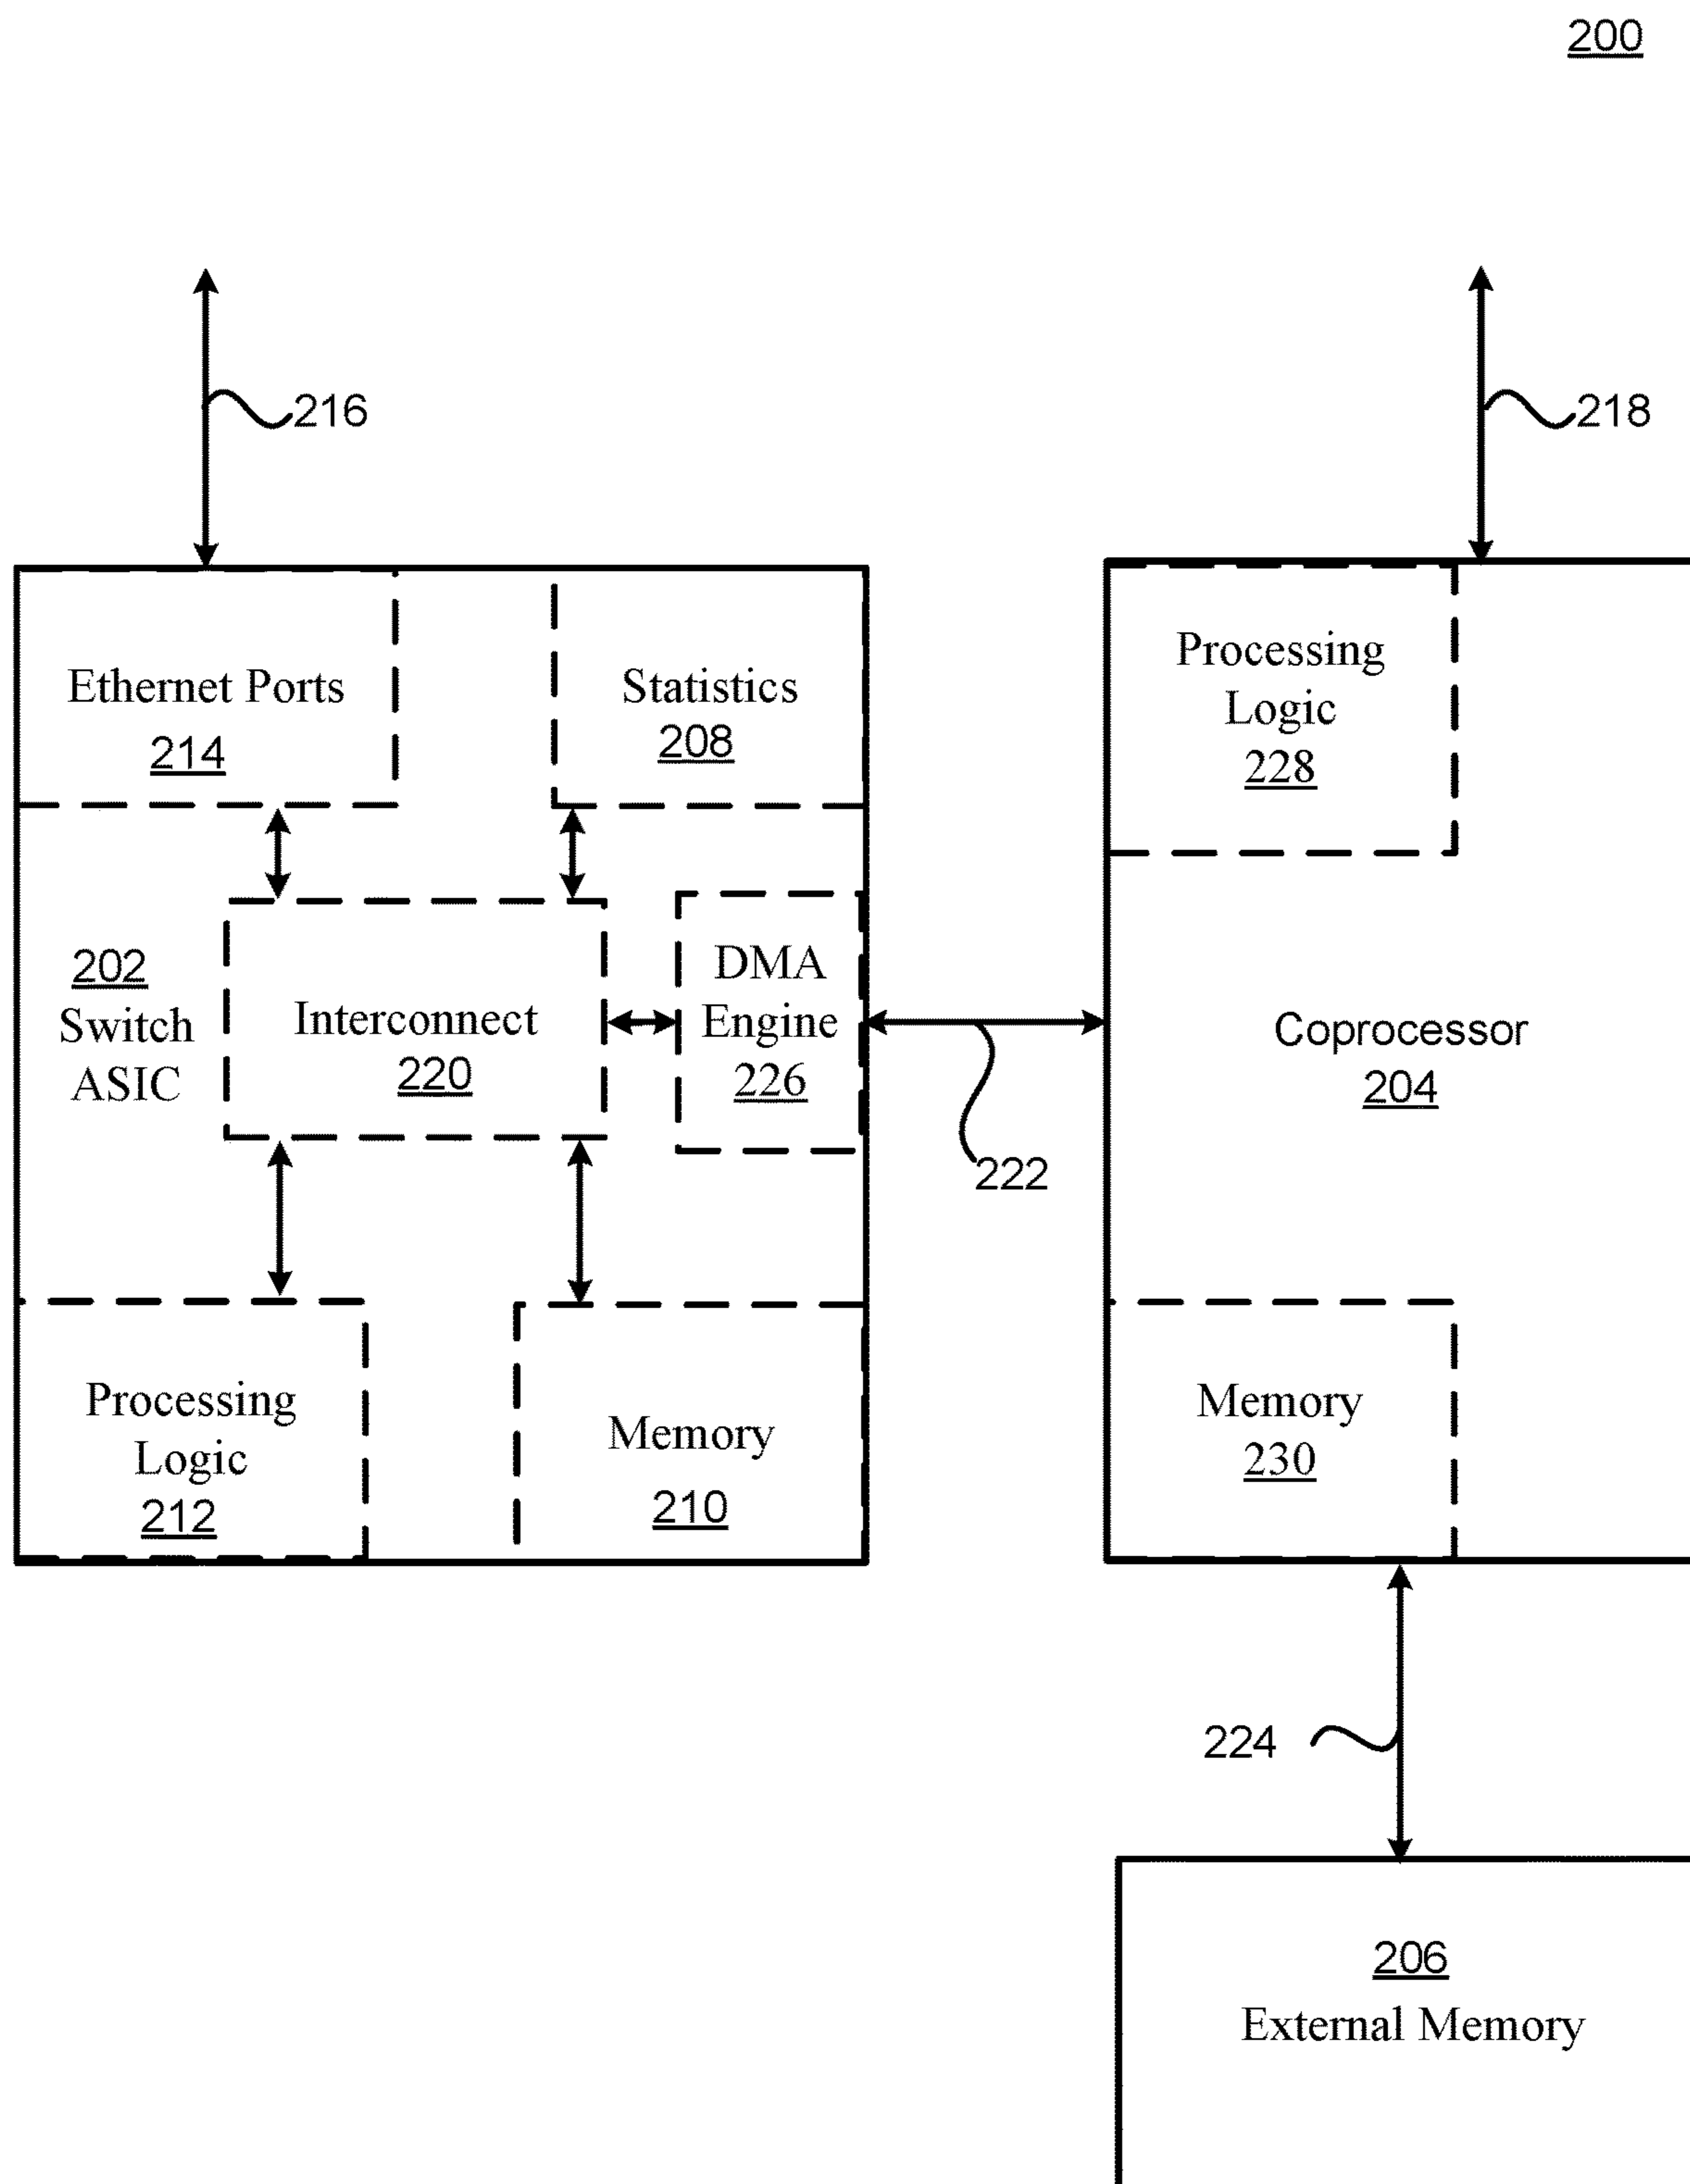 200
216
218
Ethernet Ports
214
Statistics
208
Processing
Logic
228
202
Switch
ASIC
Interconnect
220
DMA
Engine
226
222
Coprocessor
204
Processing
Logic
212
Memory
210
Memory
230
224
206
External Memory